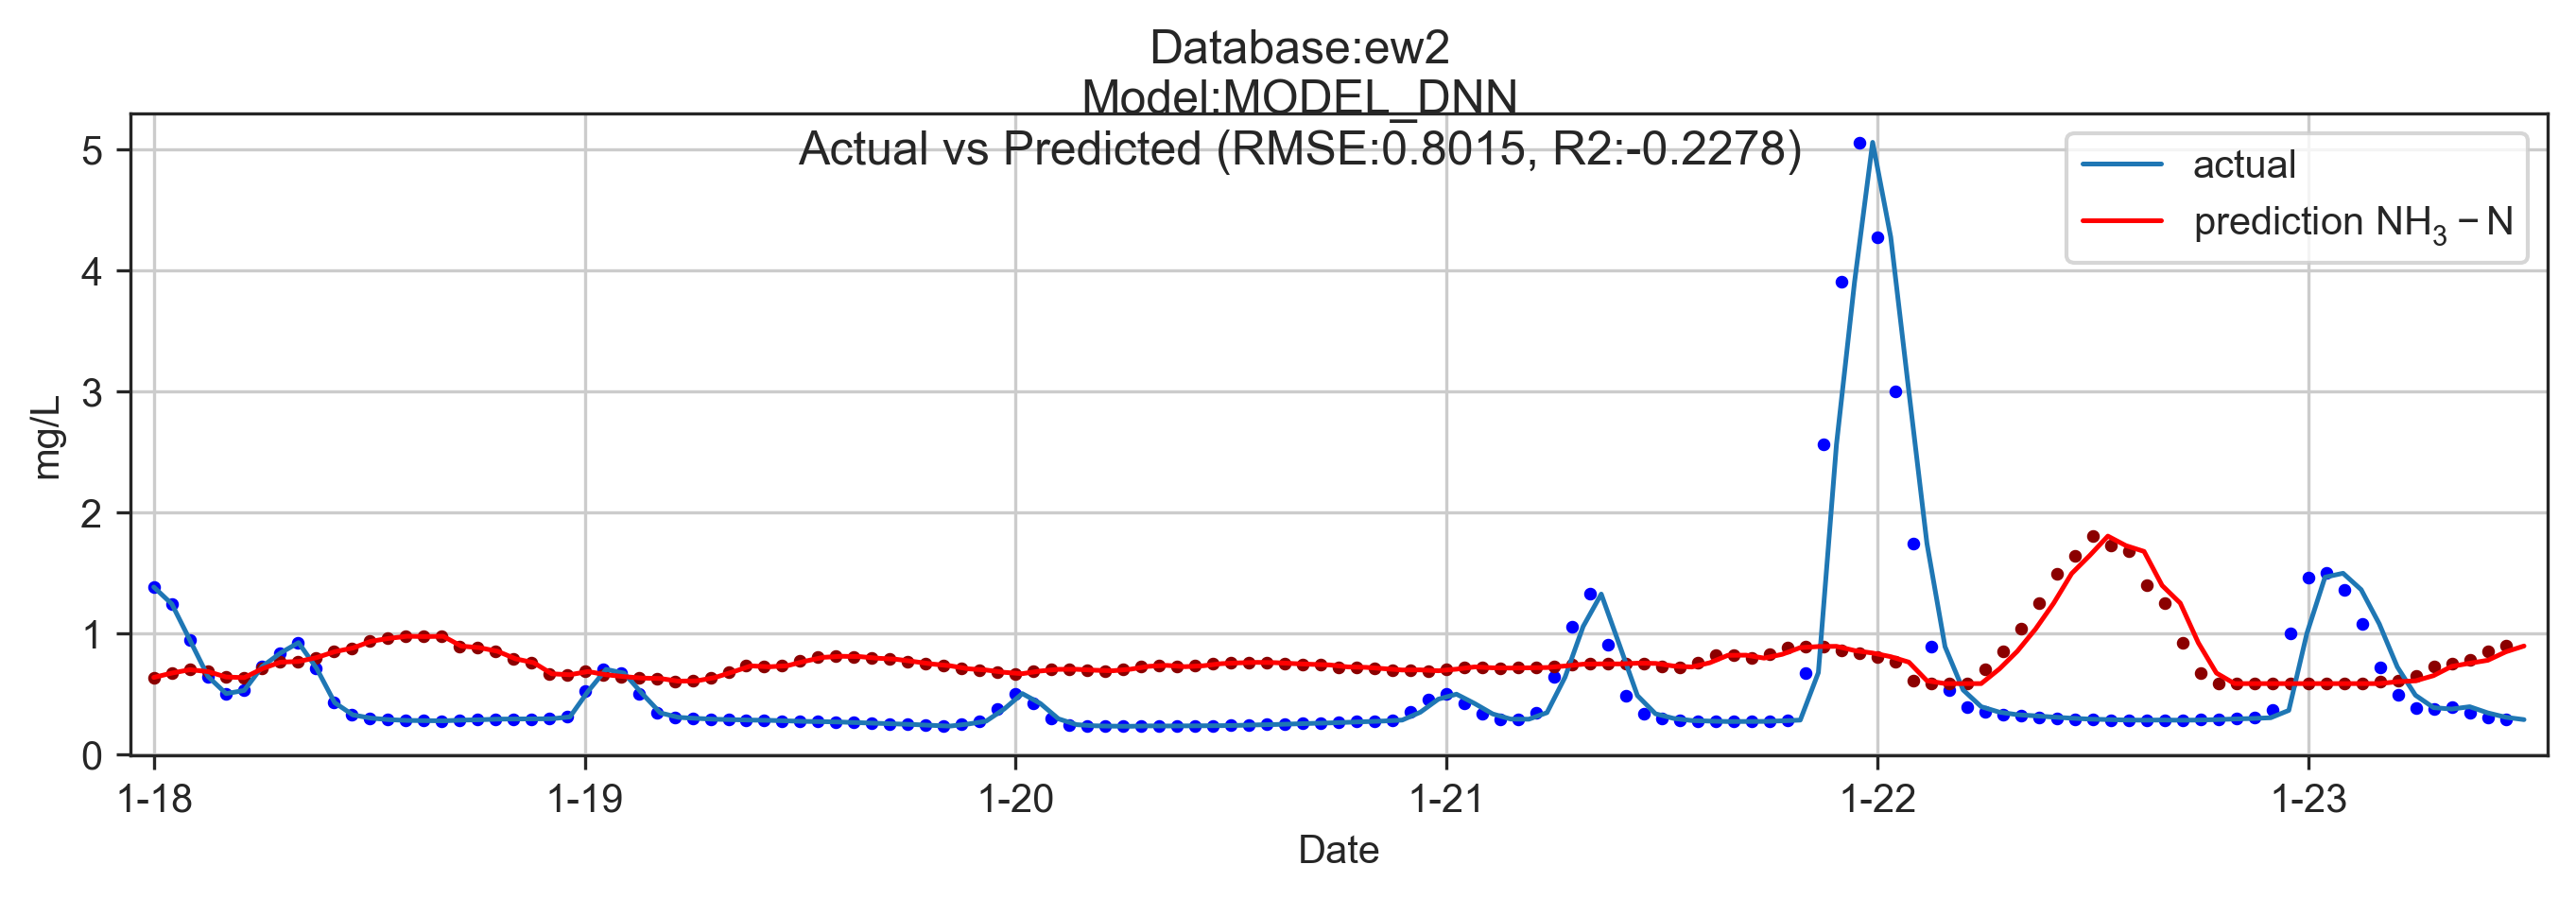 Database:ew2
Model:MODEL_DNN
Actual vs Predicted (RMSE:0.8015, R2:-0.2278)
5
4
3
2
1
0
mg/L
actual
prediction NH₃ − N
1-18
1-19
1-20
1-21
1-22
1-23
Date